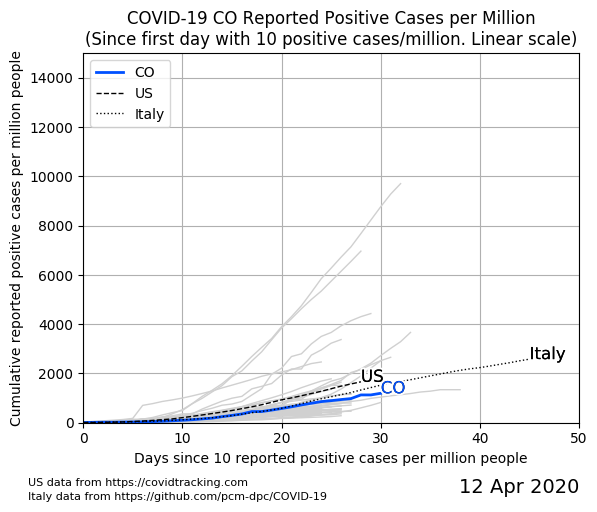 COVID-19 CO Reported Positive Cases per Million
(Since first day with 10 positive cases/million. Linear scale)
Cumulative reported positive cases per million people
14000
12000
10000
8000
6000
4000
2000
0
CO
US
Italy
Italy
US
CO
0 10 20 30 40 50
Days since 10 reported positive cases per million people
US data from https://covidtracking.com
Italy data from https://github.com/pcm-dpc/COVID-19
12 Apr 2020